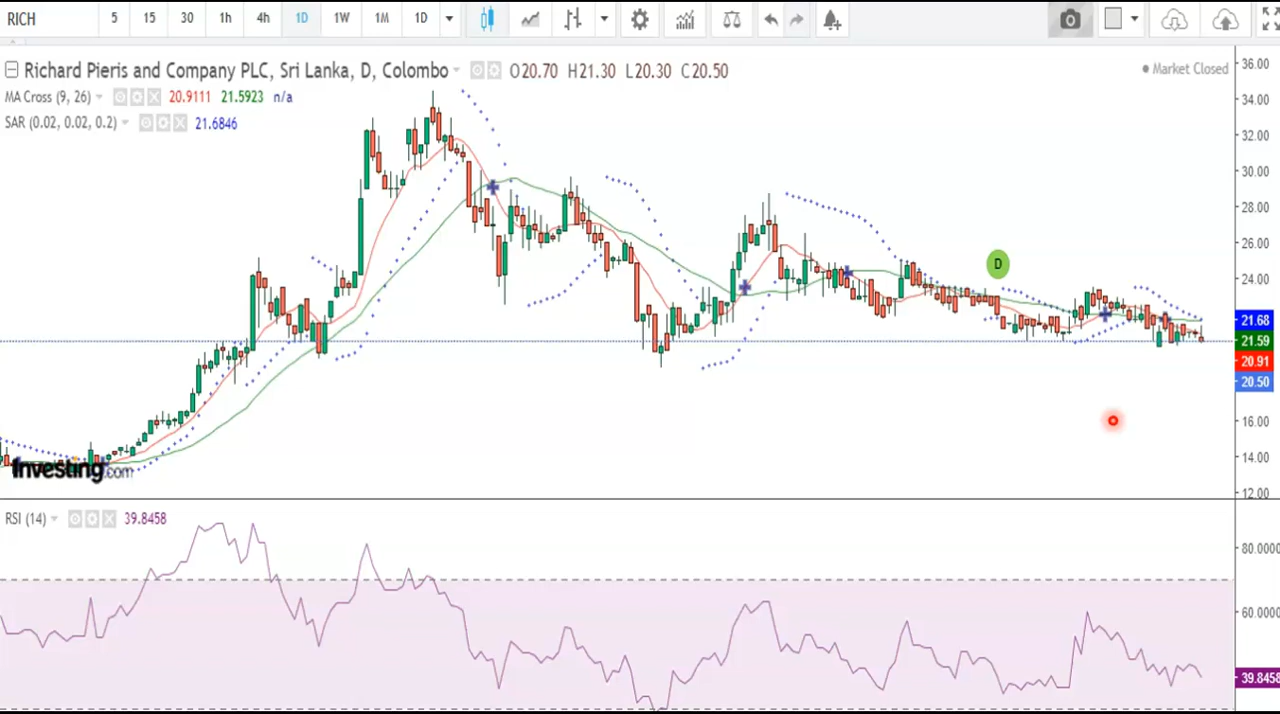 RICH 5 15 30 1h 4h 1D 1W 1M 1D
Richard Pieris and Company PLC, Sri Lanka, D, Colombo O20.70 H21.30 L20.30 C20.50
Market Closed
MA Cross (9, 26) 20.9111 21.5923 n/a
SAR (0.02, 0.02, 0.2) 21.6846
36.00
34.00
32.00
30.00
28.00
26.00
D
24.00
21.68
21.59
20.91
20.50
16.00
14.00
12.00
Investing.com
RSI (14) 39.8458
80.0000
60.0000
39.8458